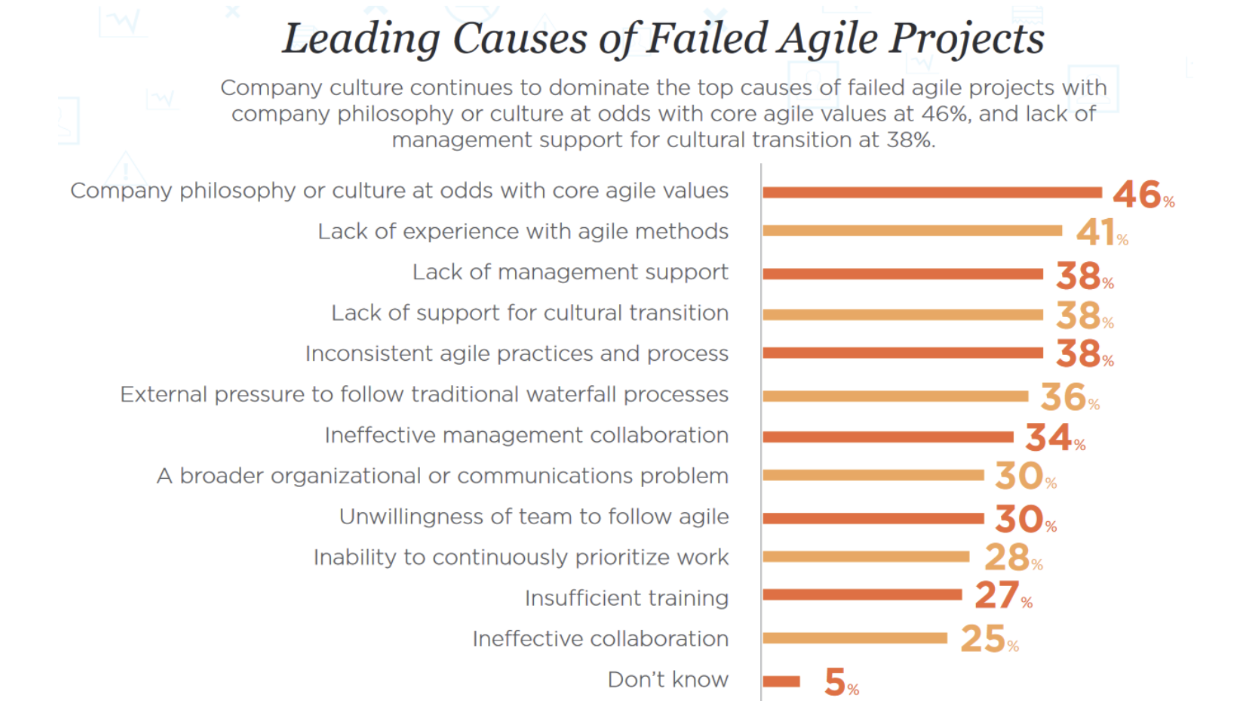 Leading Causes of Failed Agile Projects
Company culture continues to dominate the top causes of failed agile projects with
company philosophy or culture at odds with core agile values at 46%, and lack of
management support for cultural transition at 38%.
Company philosophy or culture at odds with core agile values 46%
Lack of experience with agile methods 41%
Lack of management support 38%
Lack of support for cultural transition 38%
Inconsistent agile practices and process 38%
External pressure to follow traditional waterfall processes 36%
Ineffective management collaboration 34%
A broader organizational or communications problem 30%
Unwillingness of team to follow agile 30%
Inability to continuously prioritize work 28%
Insufficient training 27%
Ineffective collaboration 25%
Don't know 5%